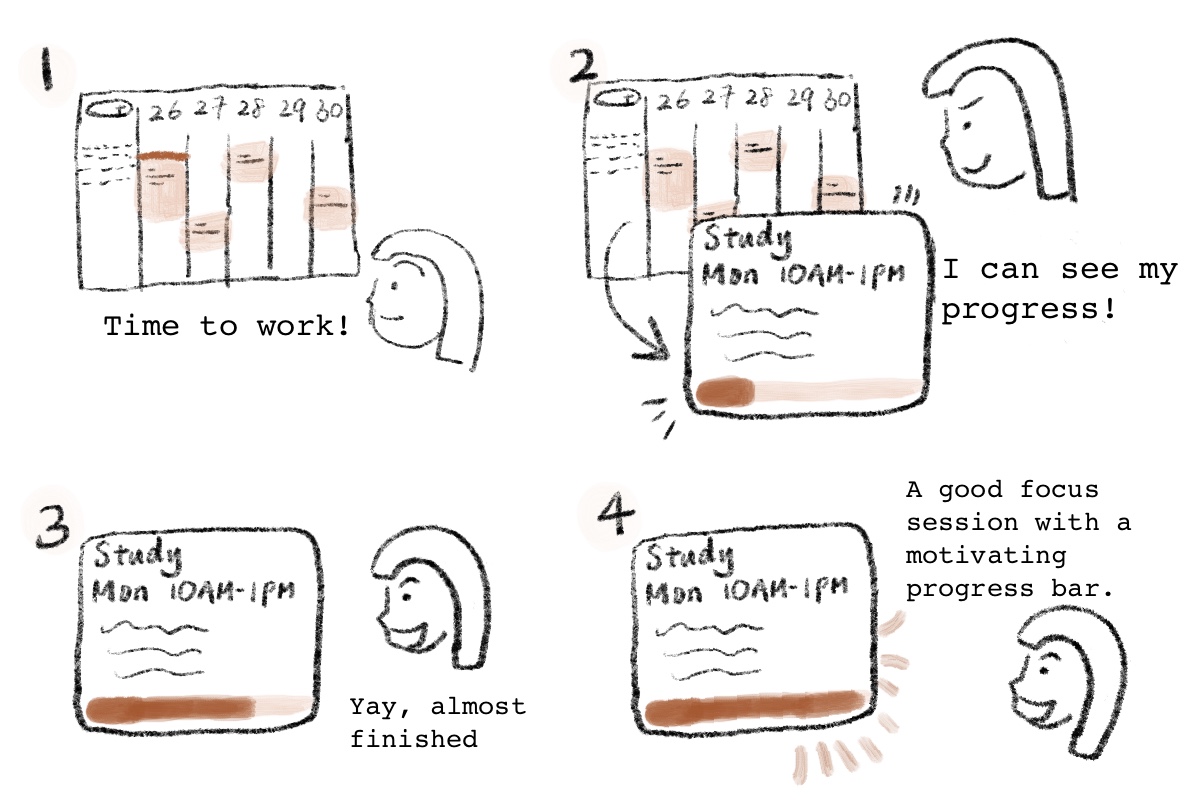 1
26 27 28 29 30
Time to work!
2
26 27 28 29 30
Study
Mon 10AM-1PM
I can see my
progress!
3
Study
Mon 10AM-1PM
Yay, almost
finished
4
Study
Mon 10AM-1PM
A good focus
session with a
motivating
progress bar.